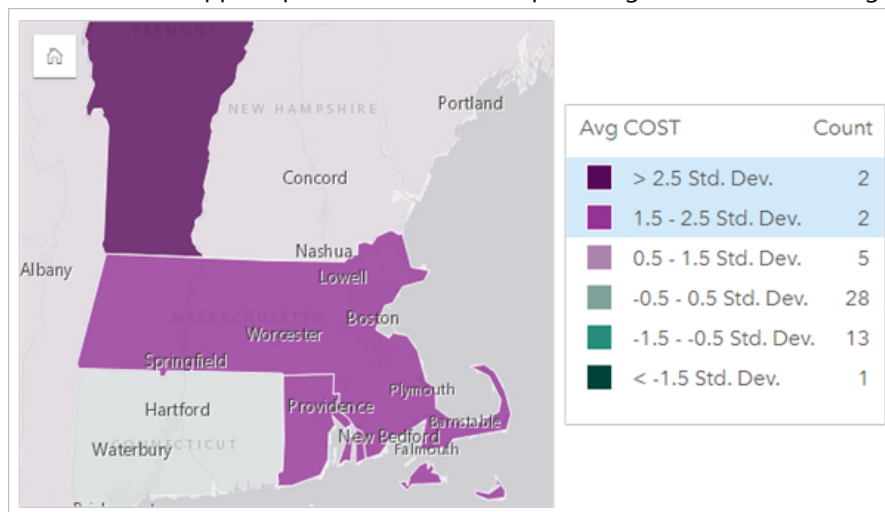 VERMONT
NEW HAMPSHIRE
Portland
Concord
Nashua
Albany
Lowell
MASSACHUSETTS
Boston
Worcester
Springfield
Plymouth
Hartford
Providence
Barnstable
New Bedford
Falmouth
Waterbury
CONNECTICUT
Avg COST Count
> 2.5 Std. Dev. 2
1.5 - 2.5 Std. Dev. 2
0.5 - 1.5 Std. Dev. 5
-0.5 - 0.5 Std. Dev. 28
-1.5 - -0.5 Std. Dev. 13
< -1.5 Std. Dev. 1